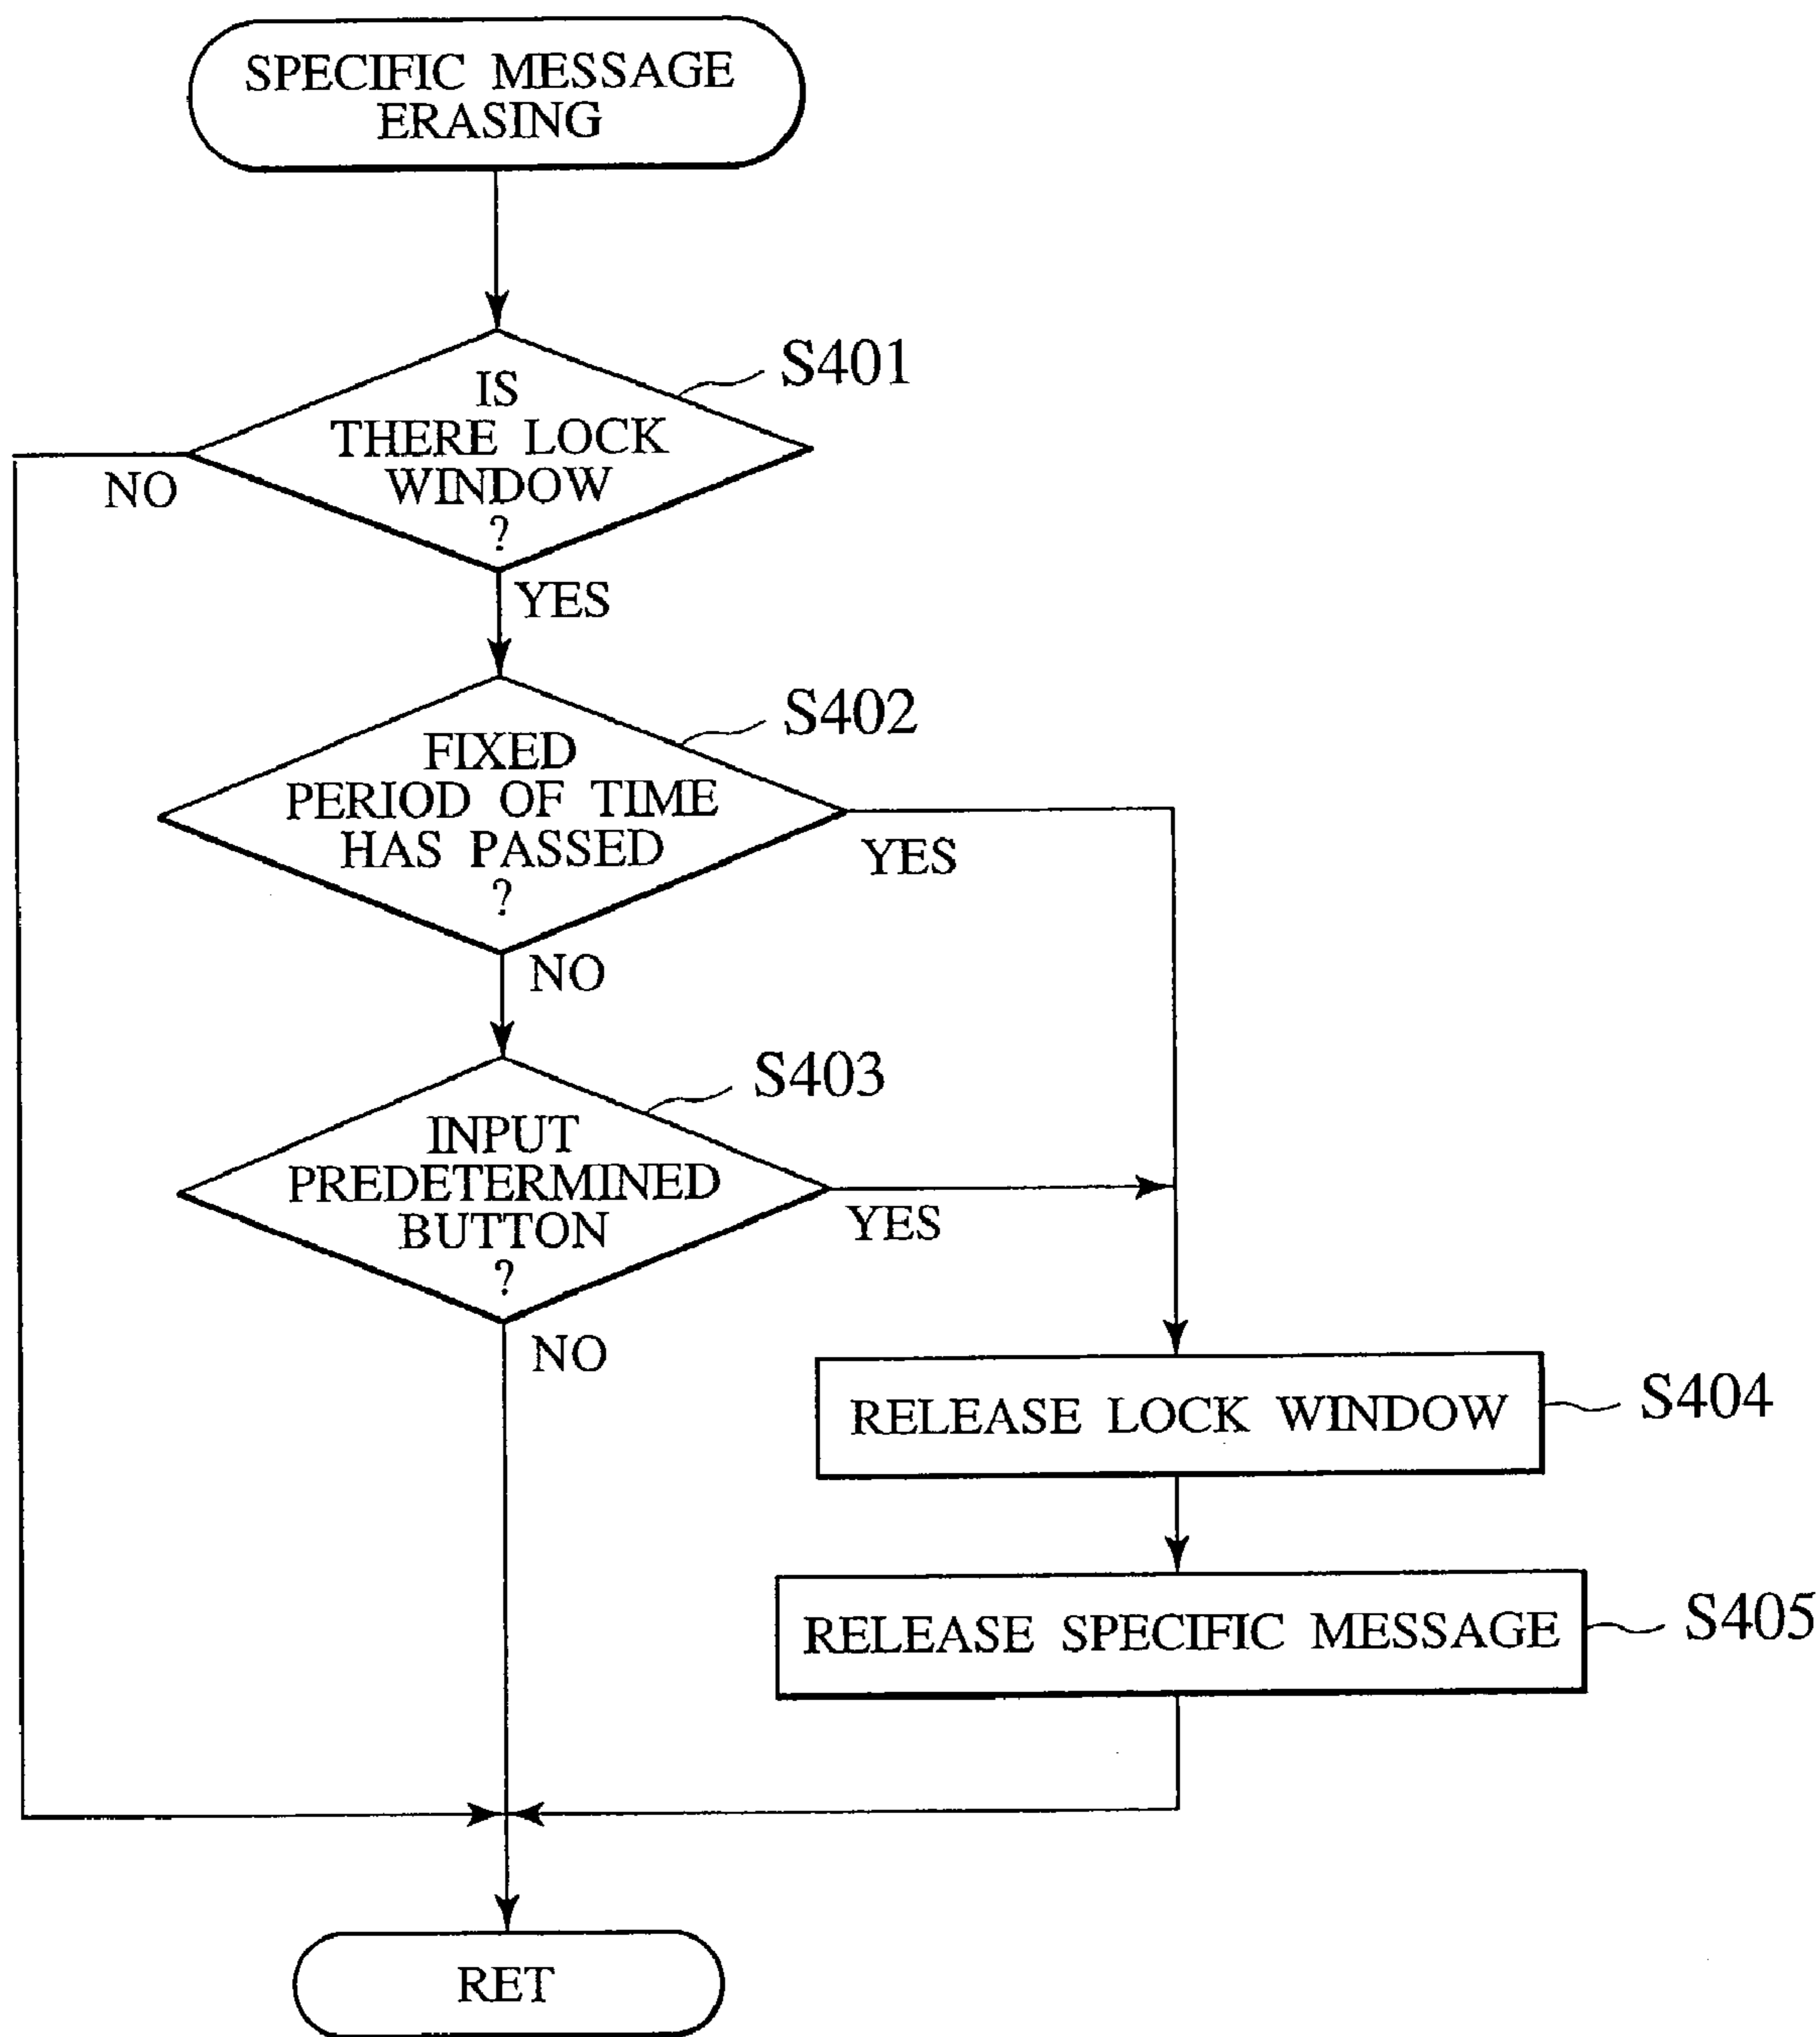 SPECIFIC MESSAGE
ERASING
S401
IS
THERE LOCK
WINDOW
?
NO
YES
S402
FIXED
PERIOD OF TIME
HAS PASSED
?
YES
NO
S403
INPUT
PREDETERMINED
BUTTON
?
YES
NO
RELEASE LOCK WINDOW
S404
RELEASE SPECIFIC MESSAGE
S405
RET